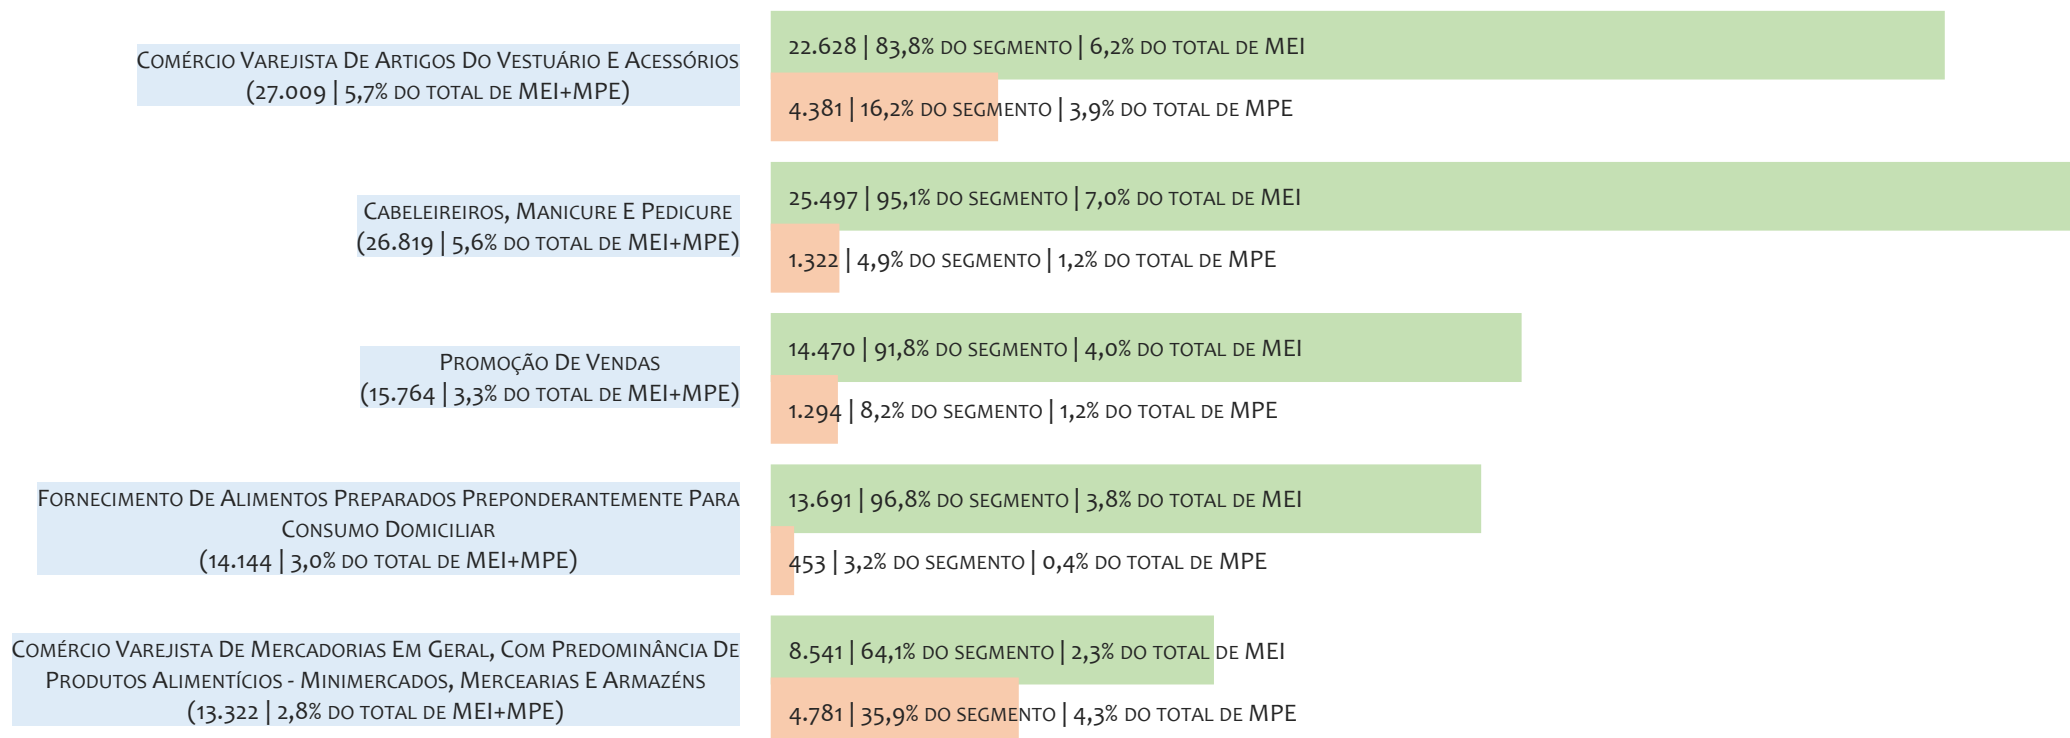 Comércio Varejista De Artigos Do Vestuário E Acessórios
(27.009 | 5,7% do total de MEI+MPE)
22.628 | 83,8% do segmento | 6,2% do total de MEI
4.381 | 16,2% do segmento | 3,9% do total de MPE
Cabeleireiros, Manicure E Pedicure
(26.819 | 5,6% do total de MEI+MPE)
25.497 | 95,1% do segmento | 7,0% do total de MEI
1.322 | 4,9% do segmento | 1,2% do total de MPE
Promoção De Vendas
(15.764 | 3,3% do total de MEI+MPE)
14.470 | 91,8% do segmento | 4,0% do total de MEI
1.294 | 8,2% do segmento | 1,2% do total de MPE
Fornecimento De Alimentos Preparados Preponderantemente Para
Consumo Domiciliar
(14.144 | 3,0% do total de MEI+MPE)
13.691 | 96,8% do segmento | 3,8% do total de MEI
453 | 3,2% do segmento | 0,4% do total de MPE
Comércio Varejista De Mercadorias Em Geral, Com Predominância De
Produtos Alimentícios - Minimercados, Mercearias E Armazéns
(13.322 | 2,8% do total de MEI+MPE)
8.541 | 64,1% do segmento | 2,3% do total de MEI
4.781 | 35,9% do segmento | 4,3% do total de MPE